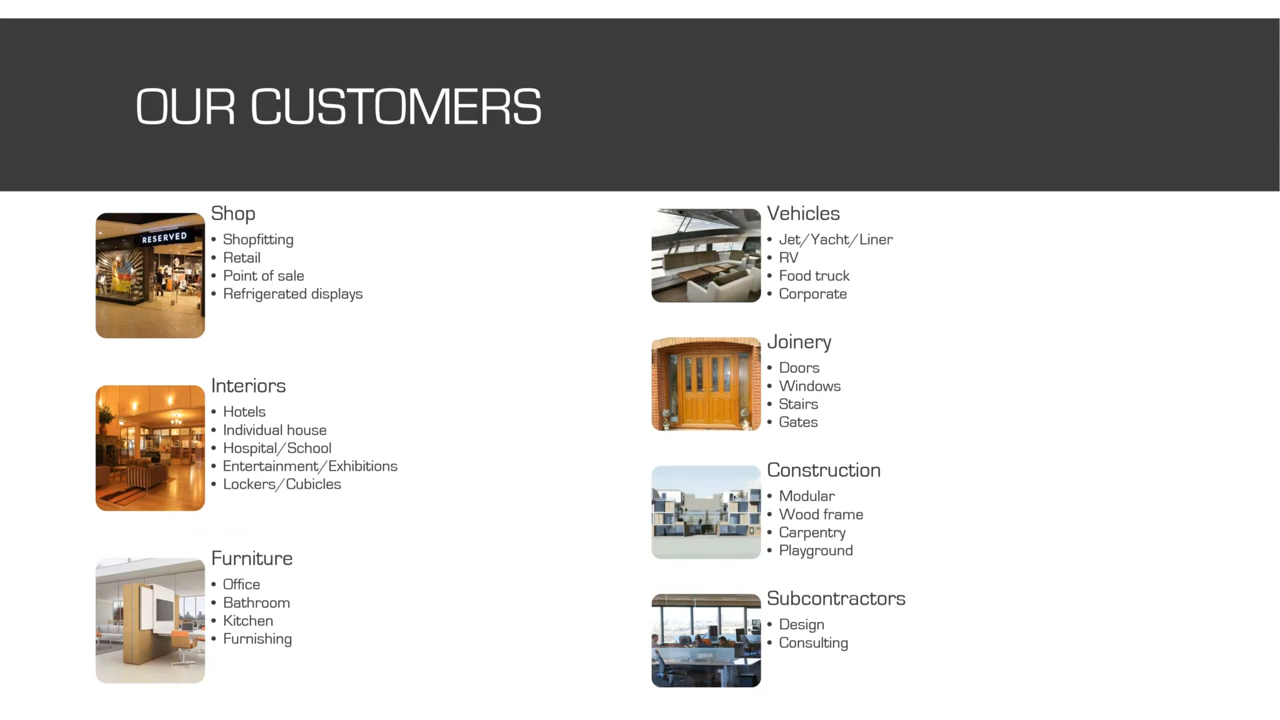 OUR CUSTOMERS
RESERVED
Shop
• Shopfitting
• Retail
• Point of sale
• Refrigerated displays
Interiors
• Hotels
• Individual house
• Hospital/School
• Entertainment/Exhibitions
• Lockers/Cubicles
Furniture
• Office
• Bathroom
• Kitchen
• Furnishing
Vehicles
• Jet/Yacht/Liner
• RV
• Food truck
• Corporate
Joinery
• Doors
• Windows
• Stairs
• Gates
Construction
• Modular
• Wood frame
• Carpentry
• Playground
Subcontractors
• Design
• Consulting